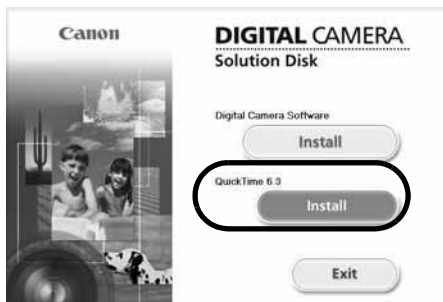 Canon
DIGITAL CAMERA
Solution Disk
Digital Camera Software
Install
QuickTime 6.3
Install
Exit